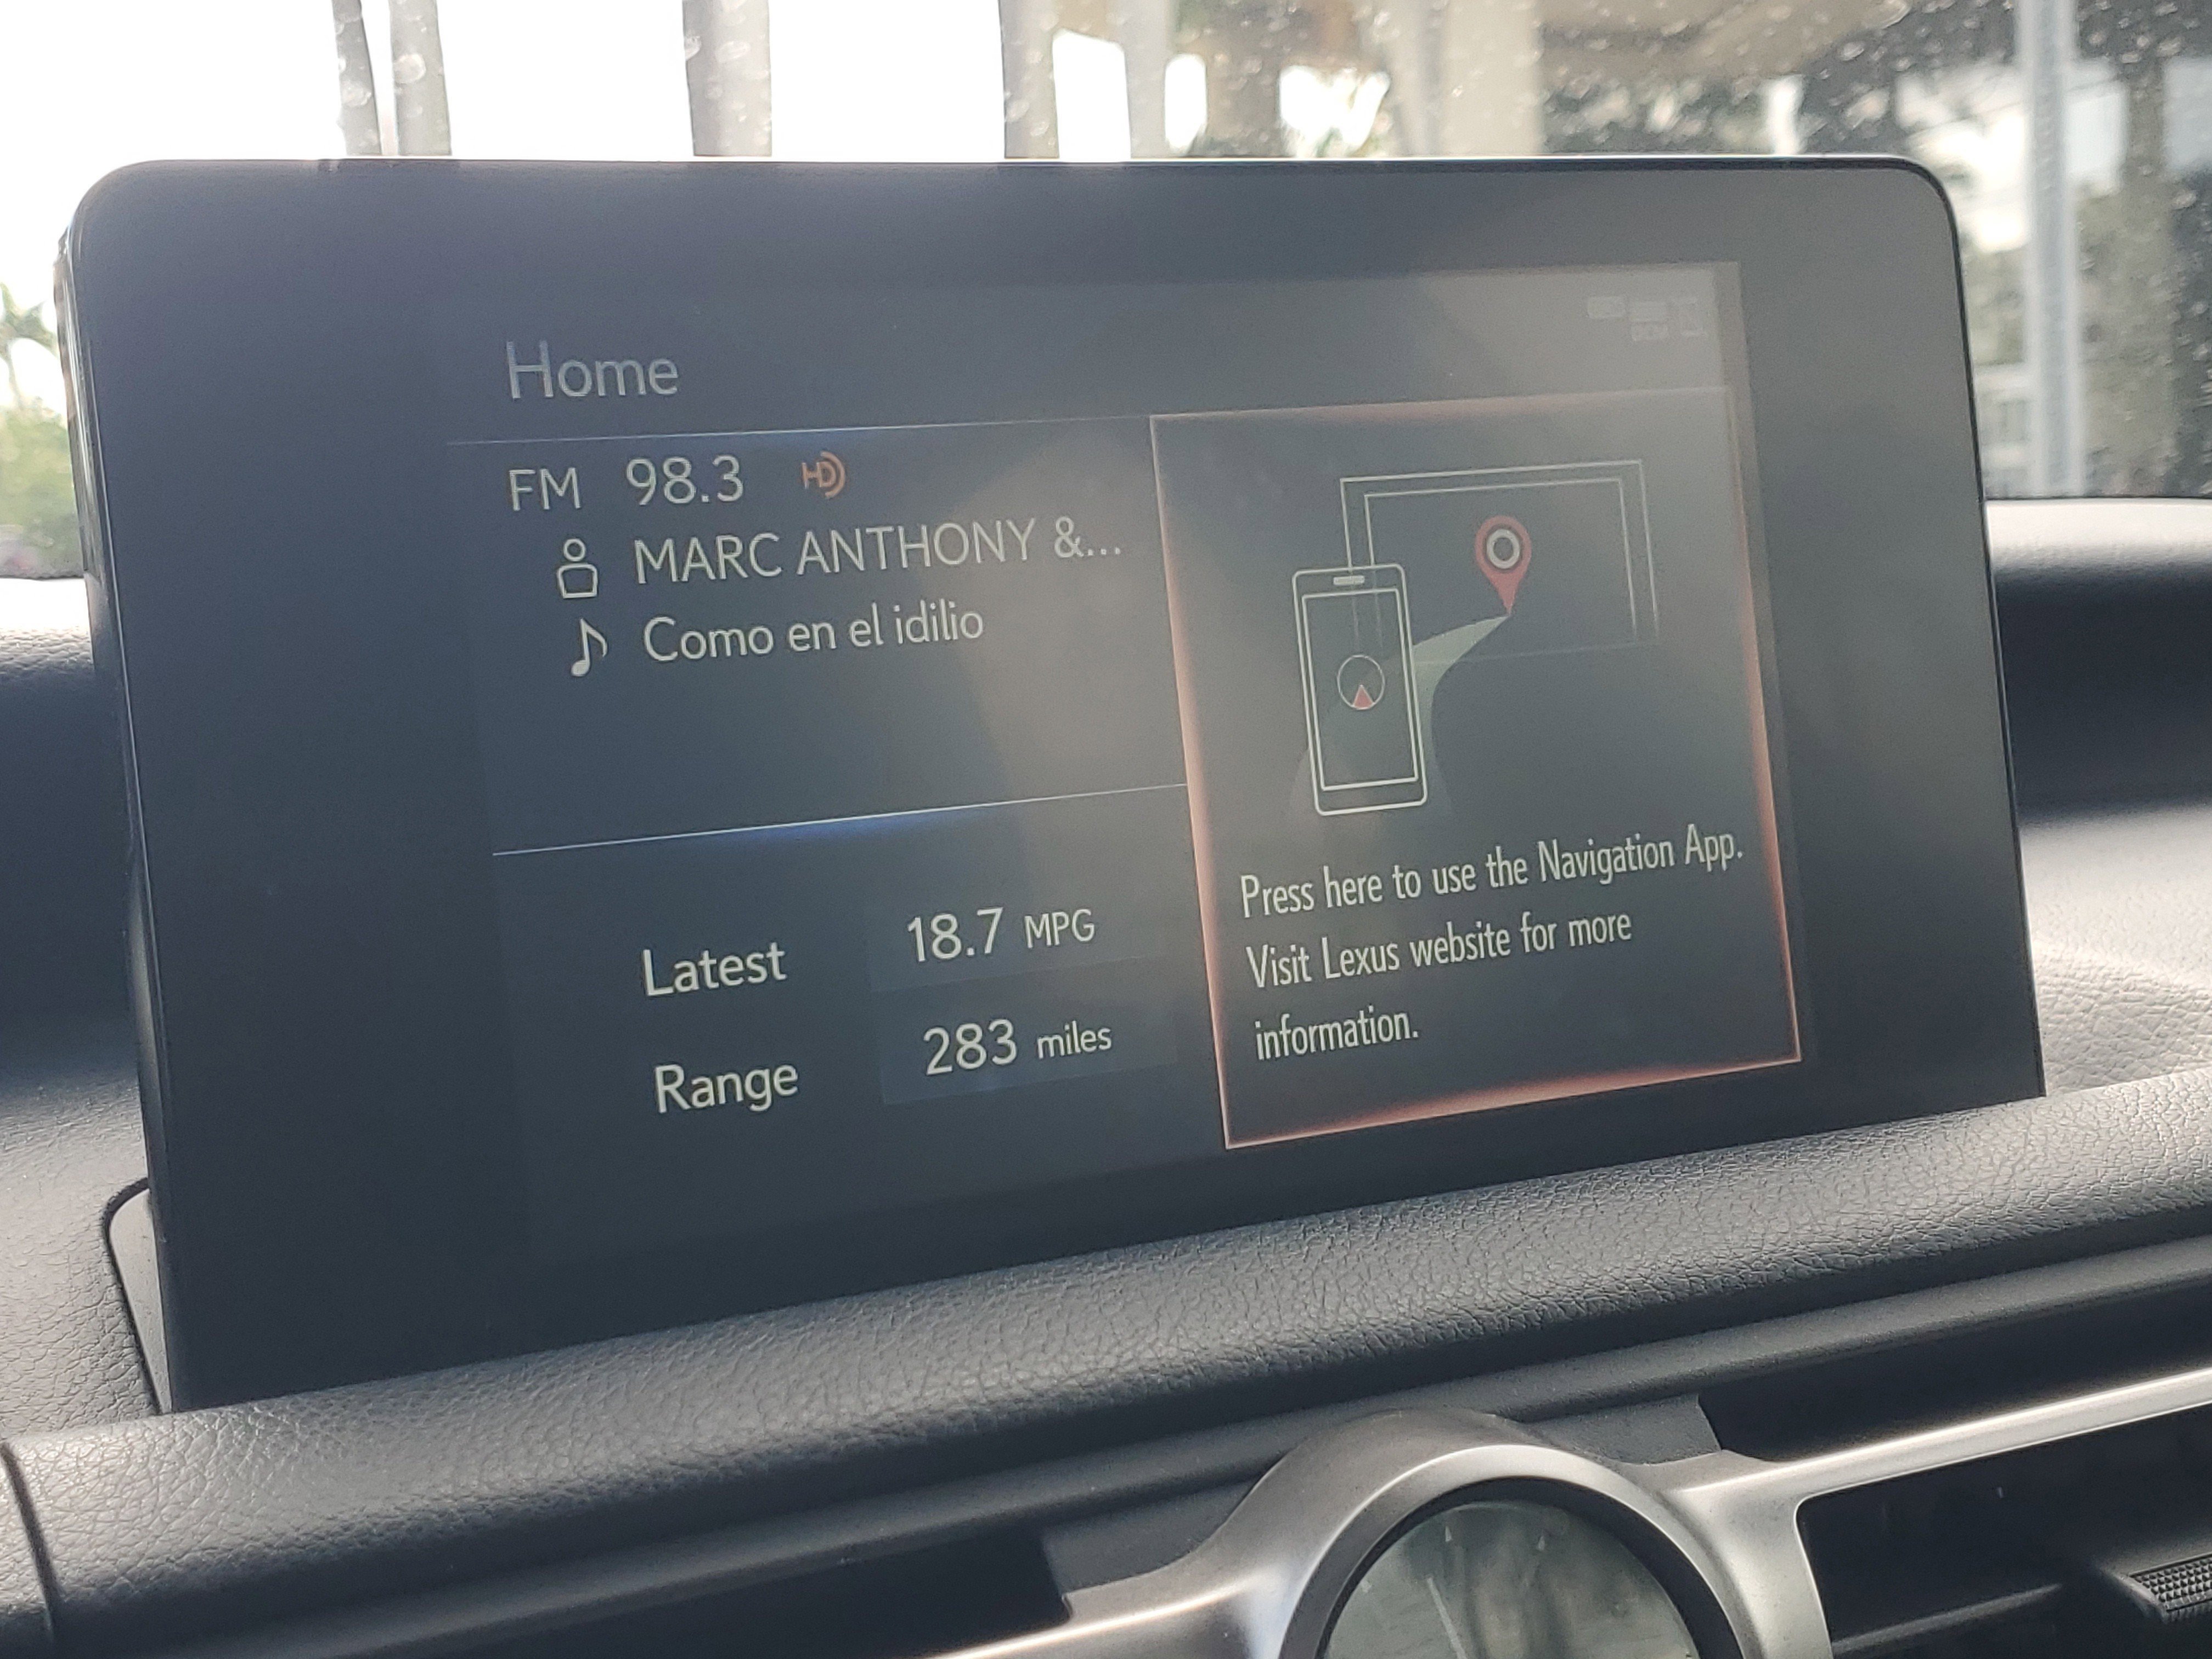 Home
FM 98.3 HD
MARC ANTHONY &...
Como en el idilio
Latest 18.7 MPG
Range 283 miles
Press here to use the Navigation App.
Visit Lexus website for more
information.